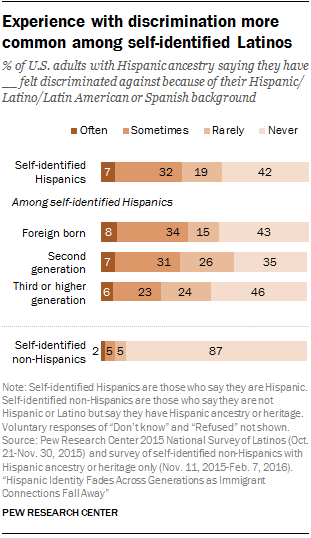 Experience with discrimination more
common among self-identified Latinos
% of U.S. adults with Hispanic ancestry saying they have
__ felt discriminated against because of their Hispanic/
Latino/Latin American or Spanish background
Often Sometimes Rarely Never
Self-identified
Hispanics
7 32 19 42
Among self-identified Hispanics
Foreign born 8 34 15 43
Second
generation
7 31 26 35
Third or higher
generation
6 23 24 46
Self-identified
non-Hispanics
2 5 5 87
Note: Self-identified Hispanics are those who say they are Hispanic.
Self-identified non-Hispanics are those who say they are not
Hispanic or Latino but say they have Hispanic ancestry or heritage.
Voluntary responses of “Don’t know” and “Refused” not shown.
Source: Pew Research Center 2015 National Survey of Latinos (Oct.
21-Nov. 30, 2015) and survey of self-identified non-Hispanics with
Hispanic ancestry or heritage only (Nov. 11, 2015-Feb. 7, 2016).
“Hispanic Identity Fades Across Generations as Immigrant
Connections Fall Away”
PEW RESEARCH CENTER